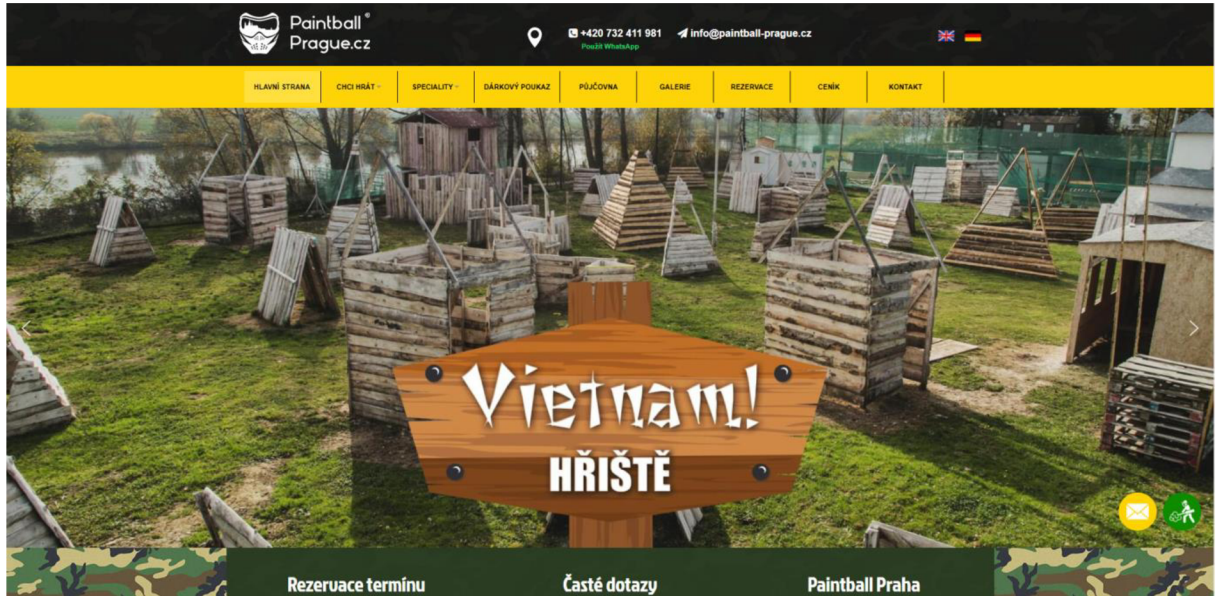 Paintball®
Prague.cz
+420 732 411 981
info@paintball-prague.cz
Použít WhatsApp
HLAVNÍ STRANA
CHCI HRÁT
SPECIALITY
DÁRKOVÝ POUKAZ
PŮJČOVNA
GALERIE
REZERVACE
CENÍK
KONTAKT
Vietnam!
HŘIŠTĚ
Rezervace termínu
Časté dotazy
Paintball Praha